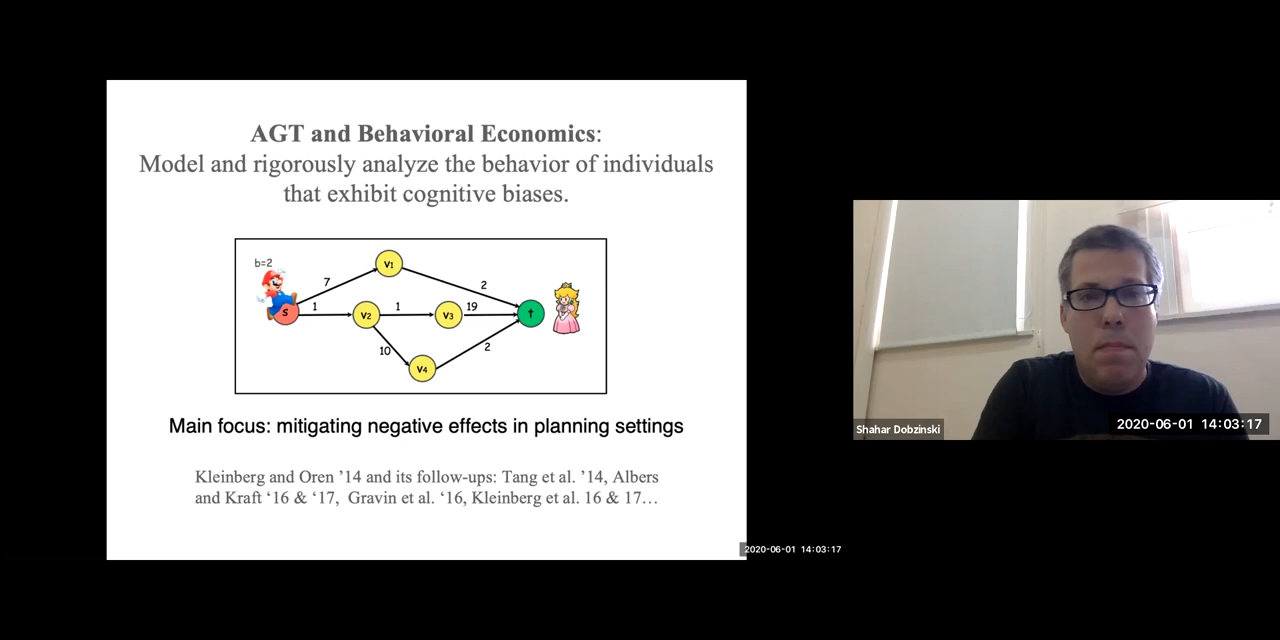 AGT and Behavioral Economics:
Model and rigorously analyze the behavior of individuals
that exhibit cognitive biases.
b=2
s
7
v1
2
1
v2
1
v3
19
t
10
v4
2
Main focus: mitigating negative effects in planning settings
Kleinberg and Oren ’14 and its follow-ups: Tang et al. ’14, Albers
and Kraft ‘16 & ‘17, Gravin et al. ‘16, Kleinberg et al. 16 & 17…
2020-06-01 14:03:17
Shahar Dobzinski
2020-06-01 14:03:17